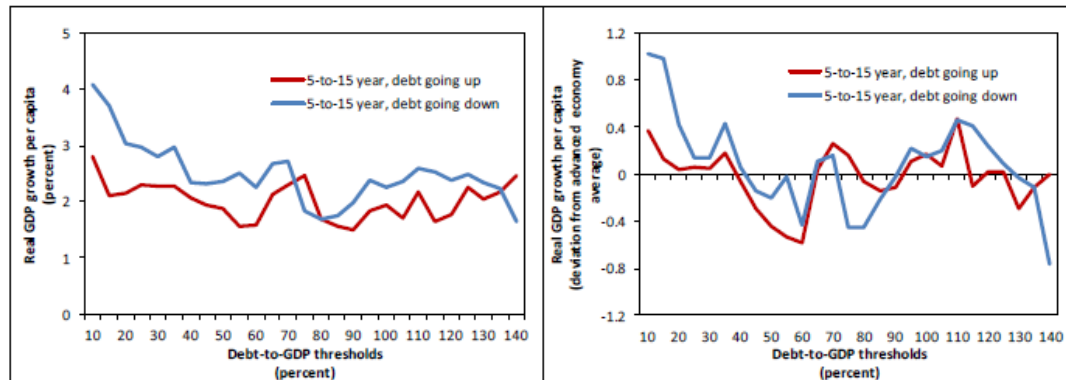 Real GDP growth per capita
(percent)
5
4
3
2
1
0
5-to-15 year, debt going up
5-to-15 year, debt going down
10 20 30 40 50 60 70 80 90 100 110 120 130 140
Debt-to-GDP thresholds
(percent)
Real GDP growth per capita
(deviation from advanced economy
average)
1.2
0.8
0.4
0
-0.4
-0.8
-1.2
5-to-15 year, debt going up
5-to-15 year, debt going down
10 20 30 40 50 60 70 80 90 100 110 120 130 140
Debt-to-GDP thresholds
(percent)